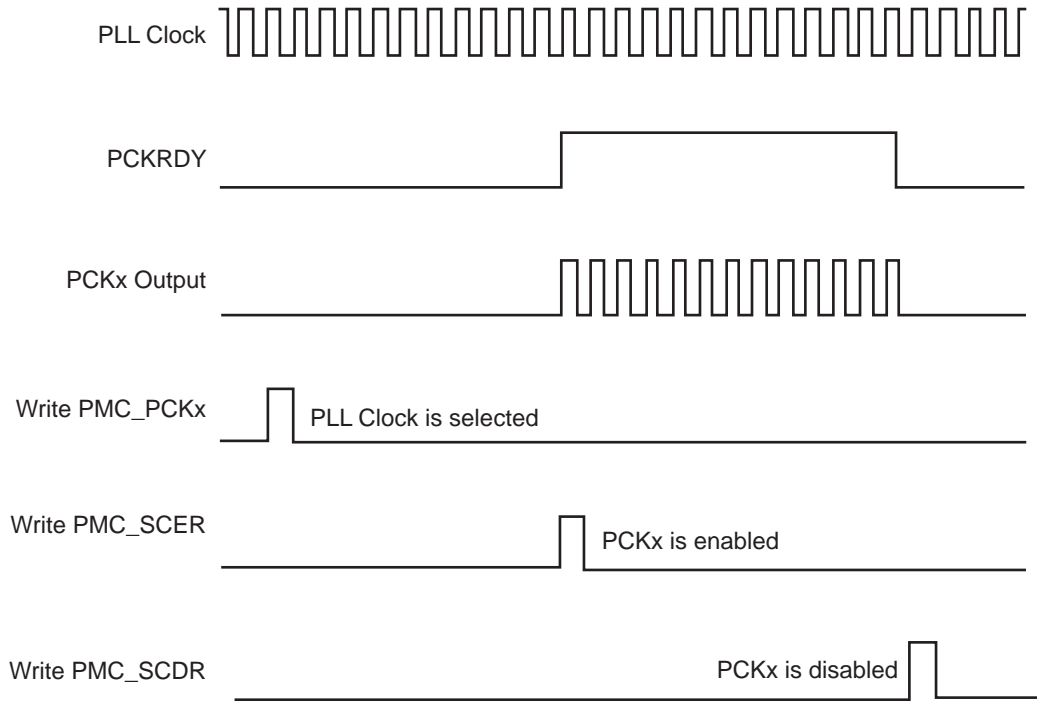 PLL Clock
PCKRDY
PCKx Output
Write PMC_PCKx
PLL Clock is selected
Write PMC_SCER
PCKx is enabled
Write PMC_SCDR
PCKx is disabled